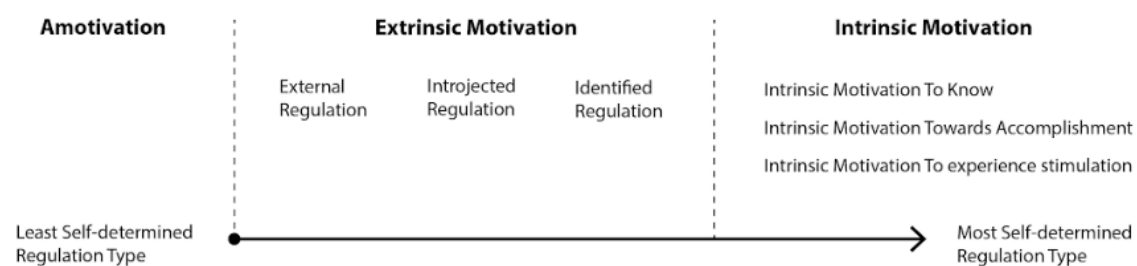 Amotivation
Extrinsic Motivation
Intrinsic Motivation
External
Regulation
Introjected
Regulation
Identified
Regulation
Intrinsic Motivation To Know
Intrinsic Motivation Towards Accomplishment
Intrinsic Motivation To experience stimulation
Least Self-determined
Regulation Type
Most Self-determined
Regulation Type